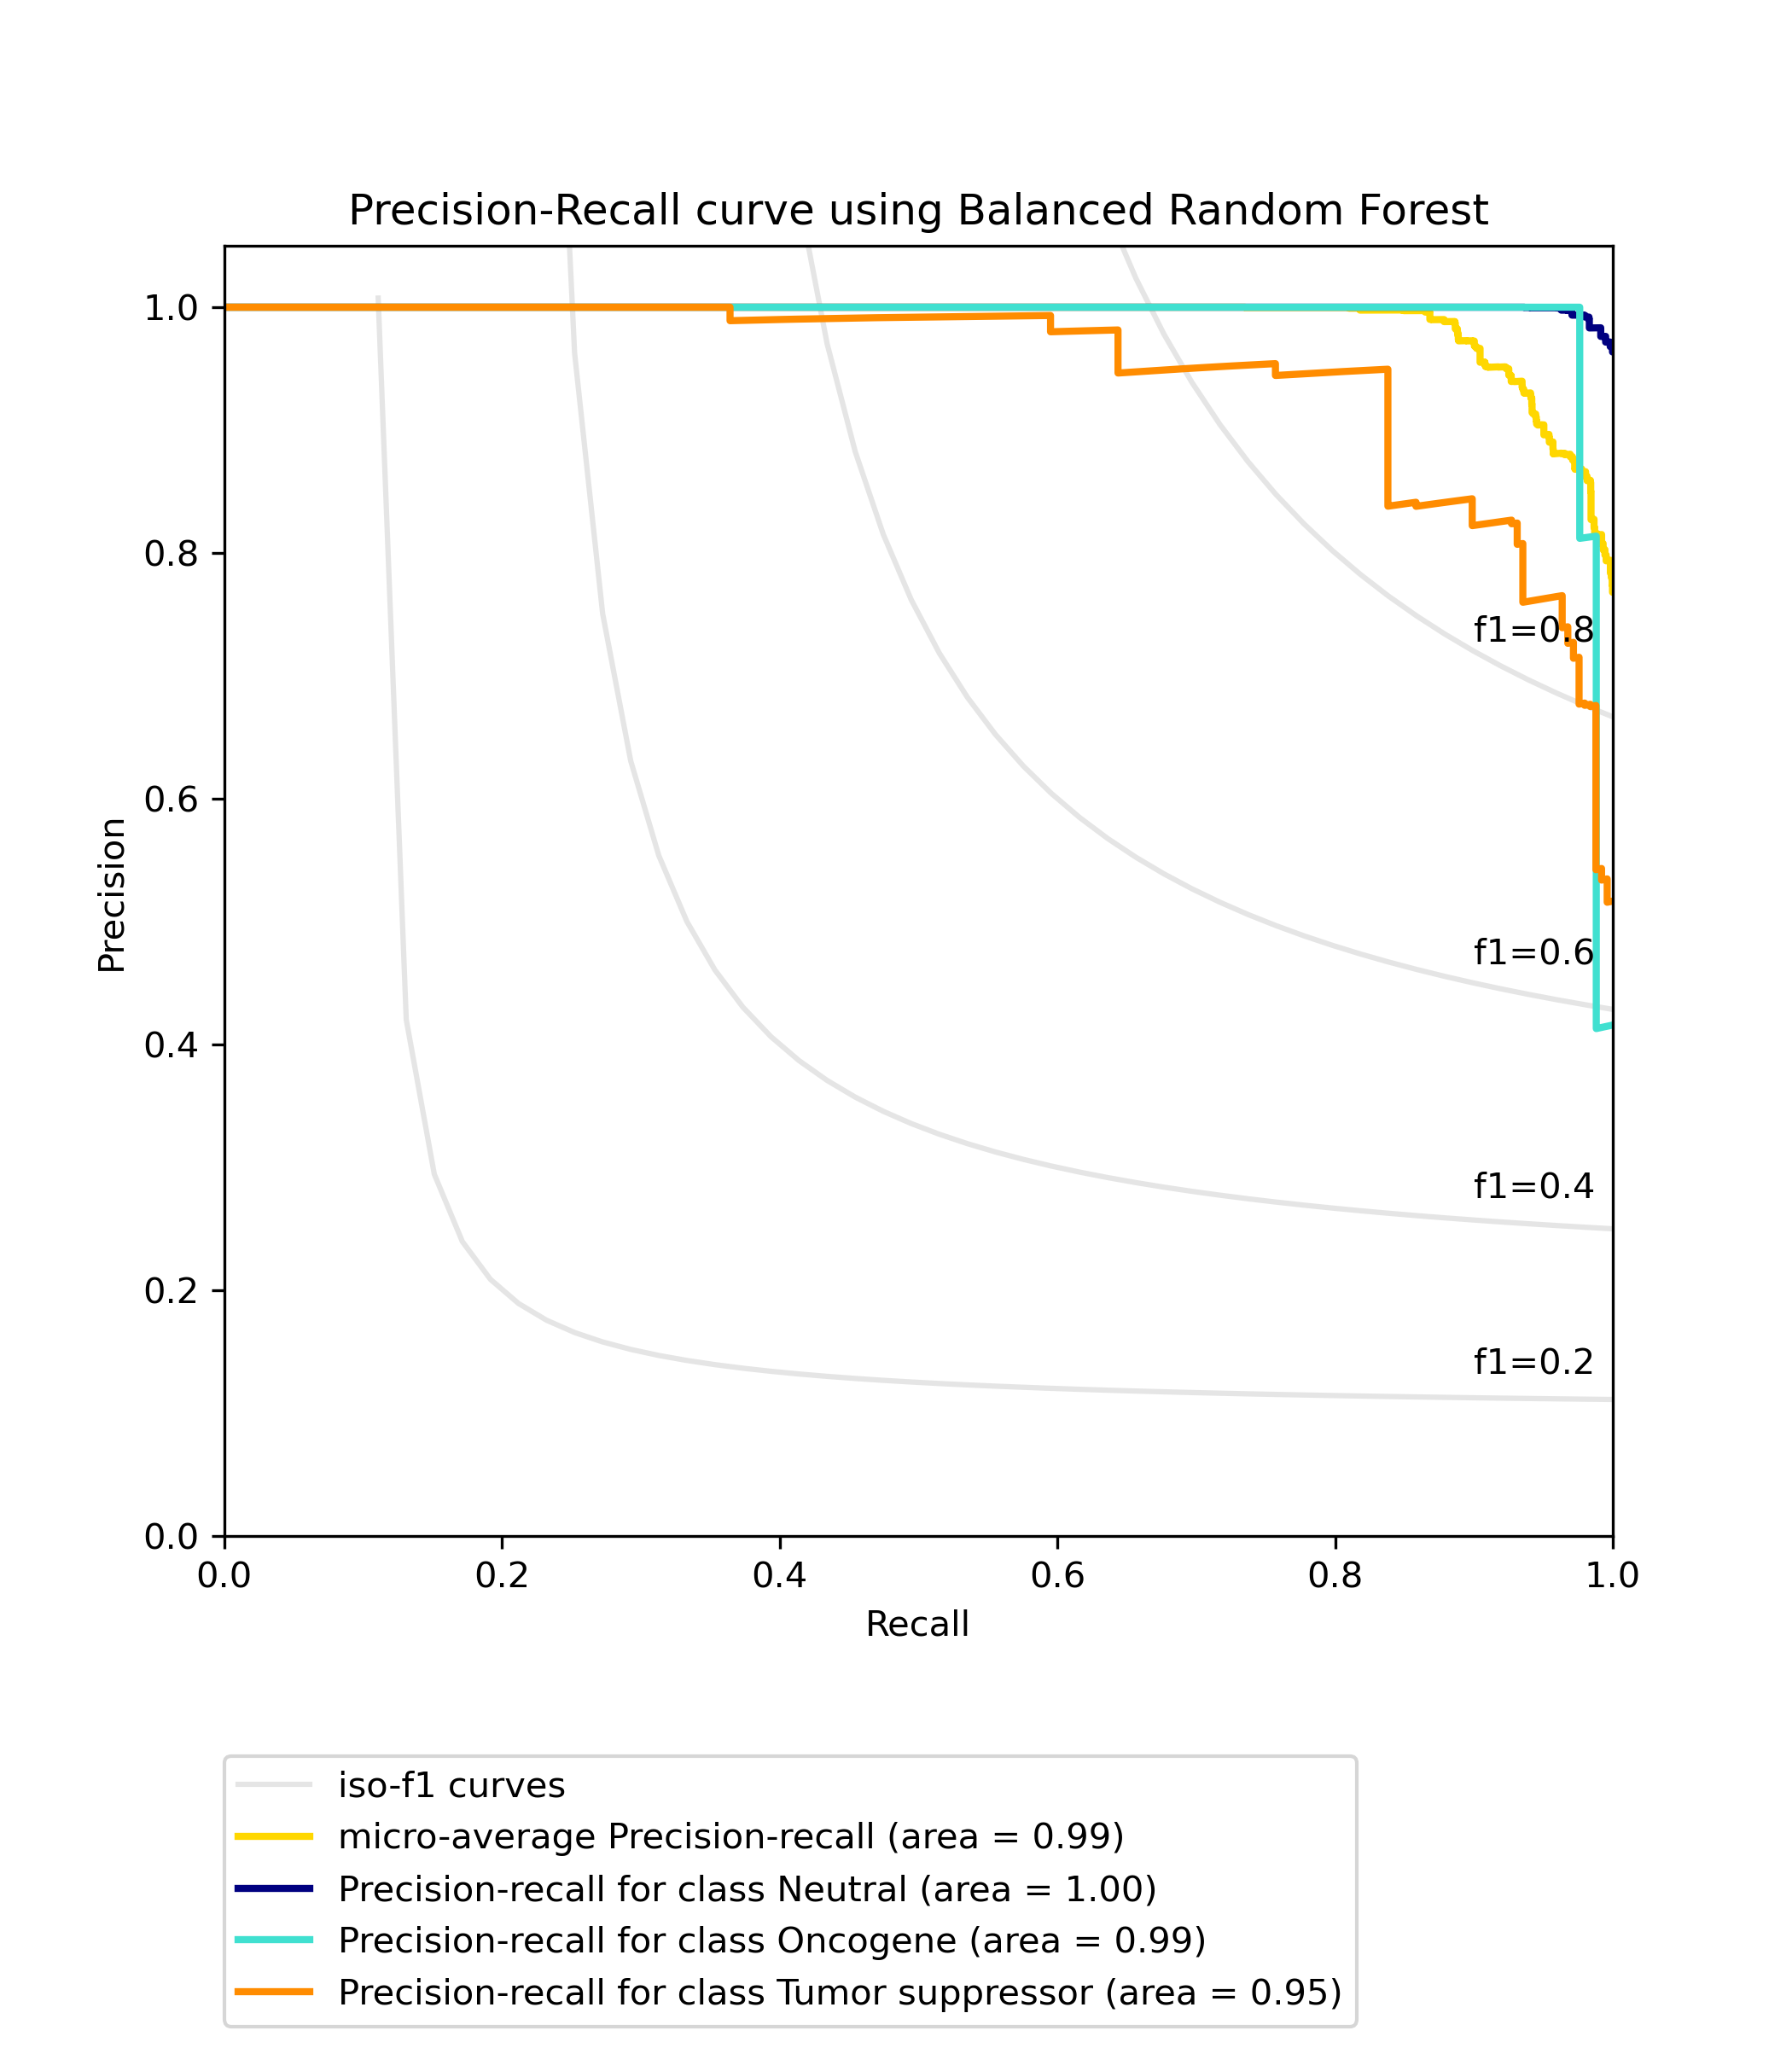 Precision-Recall curve using Balanced Random Forest
1.0
0.8
0.6
0.4
0.2
0.0
Precision
f1=0.8
f1=0.6
f1=0.4
f1=0.2
0.0 0.2 0.4 0.6 0.8 1.0
Recall
iso-f1 curves
micro-average Precision-recall (area = 0.99)
Precision-recall for class Neutral (area = 1.00)
Precision-recall for class Oncogene (area = 0.99)
Precision-recall for class Tumor suppressor (area = 0.95)